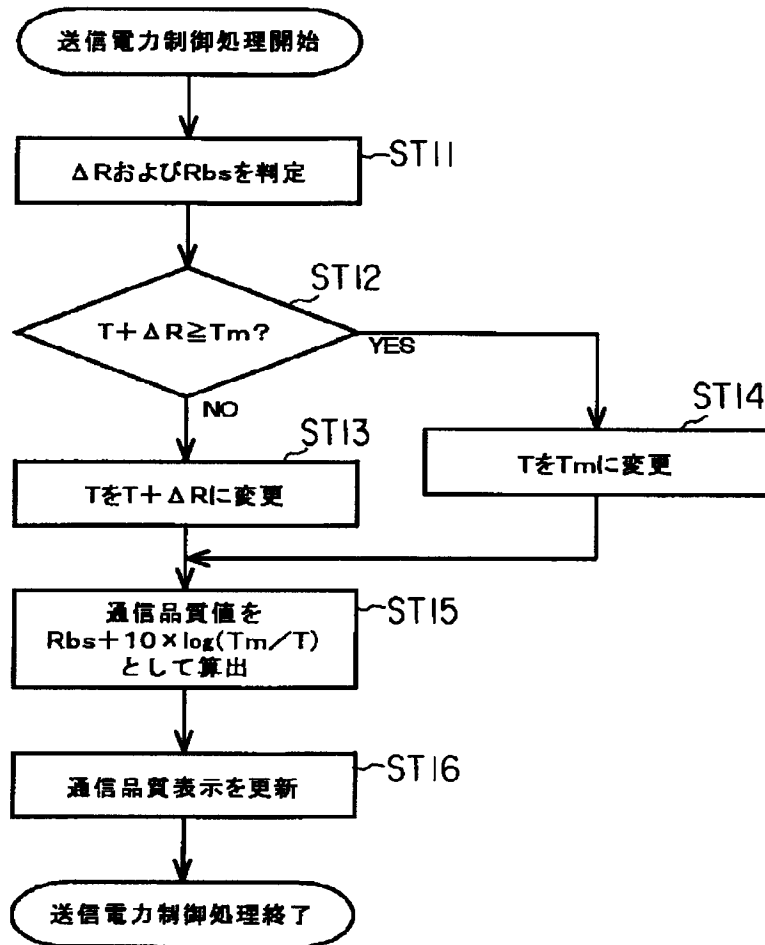 送信電力制御処理開始
ΔRおよびRbsを判定
ST11
ST12
T+ΔR≧Tm?
YES
NO
ST13
TをT+ΔRに変更
ST14
TをTmに変更
通信品質値を
Rbs+10×log(Tm/T)
として算出
ST15
通信品質表示を更新
ST16
送信電力制御処理終了